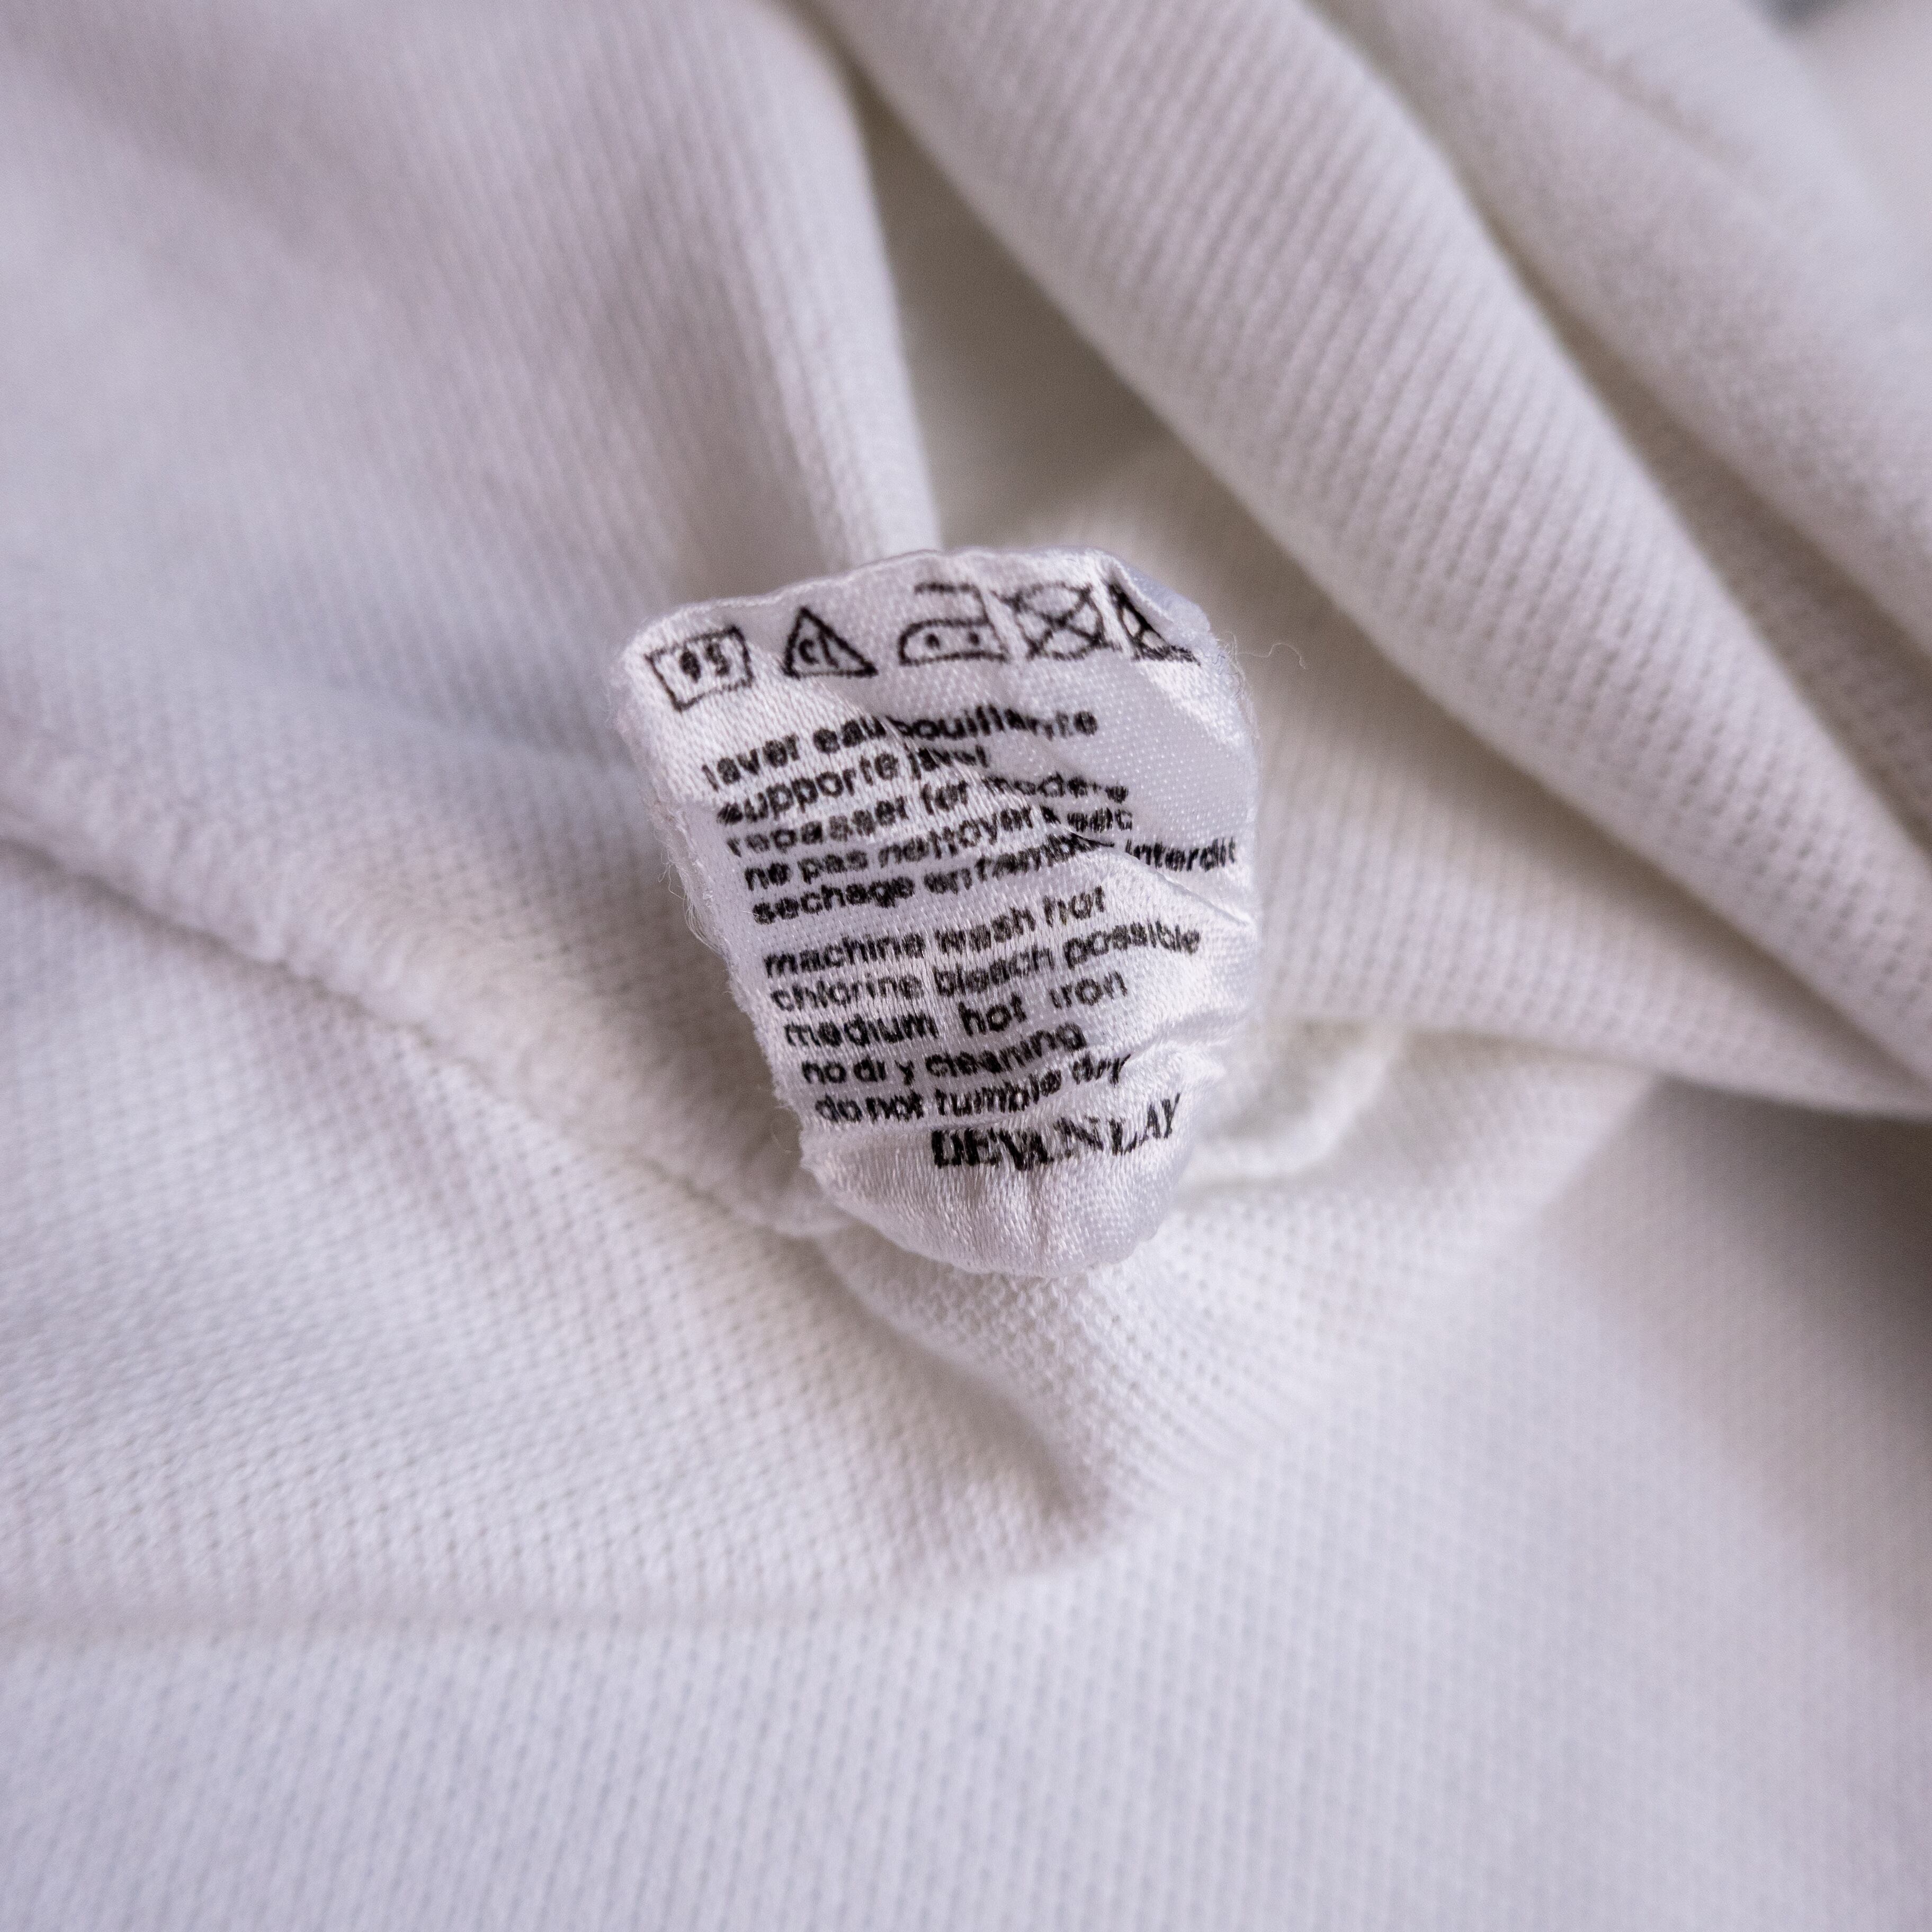 95 CL
laver eau bouillante
supporte javel
repasser fer modere
ne pas nettoyer a sec
sechage en tambour interdit
machine wash hot
chlorine bleach possible
medium hot iron
no dry cleaning
do not tumble dry
DEVANLAY